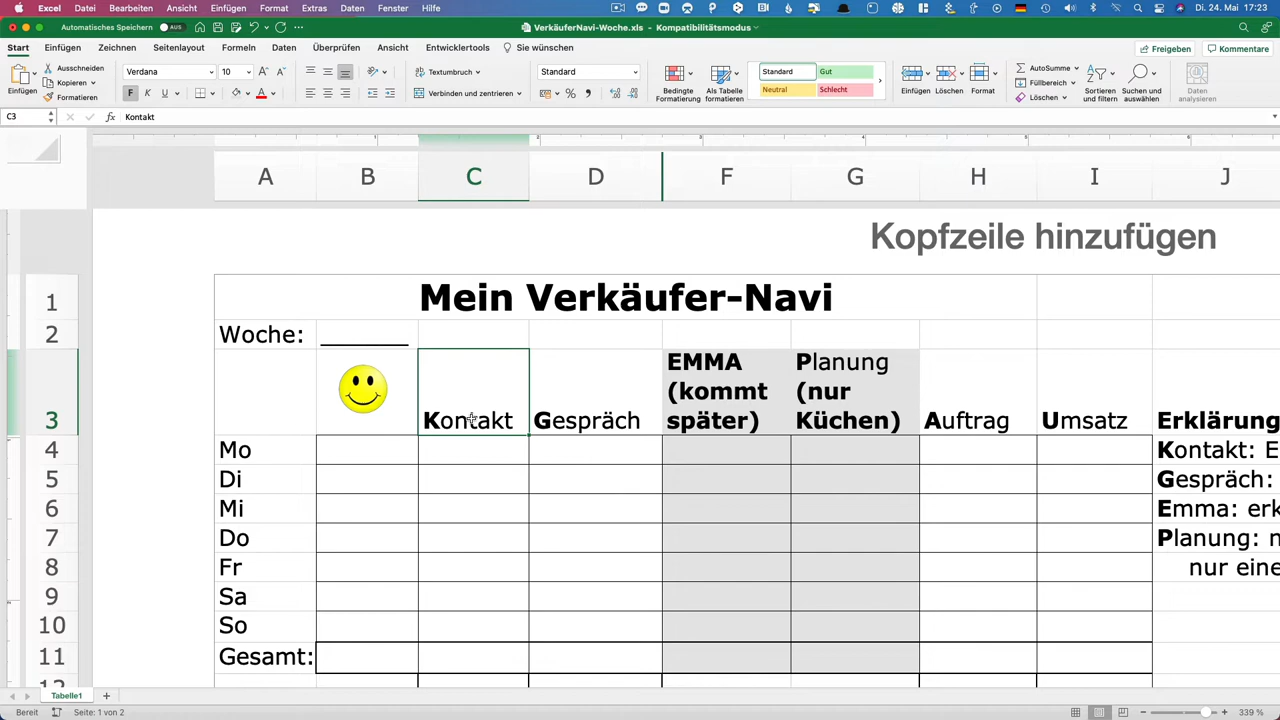 Excel Datei Bearbeiten Ansicht Einfügen Format Extras Daten Fenster Hilfe Di. 24. Mai 17:23
Automatisches Speichern AUS VerkäuferNavi-Woche.xls - Kompatibilitätsmodus
Start Einfügen Zeichnen Seitenlayout Formeln Daten Überprüfen Ansicht Entwicklertools Sie wünschen Freigeben Kommentare
Einfügen Ausschneiden Kopieren Formatieren
Verdana 10 Textumbruch Standard
F K U Verbinden und zentrieren
Bedingte Formatierung Als Tabelle formatieren
Standard Gut
Neutral Schlecht
Einfügen Löschen Format
AutoSumme Füllbereich Löschen
Sortieren und filtern Suchen und auswählen Daten analysieren
C3 fx Kontakt
A B C D F G H I J
Kopfzeile hinzufügen
1 Mein Verkäufer-Navi
2 Woche: ________
3 Kontakt Gespräch EMMA (kommt später) Planung (nur Küchen) Auftrag Umsatz Erklärung
4 Mo Kontakt: E
5 Di Gespräch:
6 Mi Emma: erk
7 Do Planung: n
8 Fr nur eine
9 Sa
10 So
11 Gesamt:
12
Tabelle1 +
Bereit Seite: 1 von 2 339 %